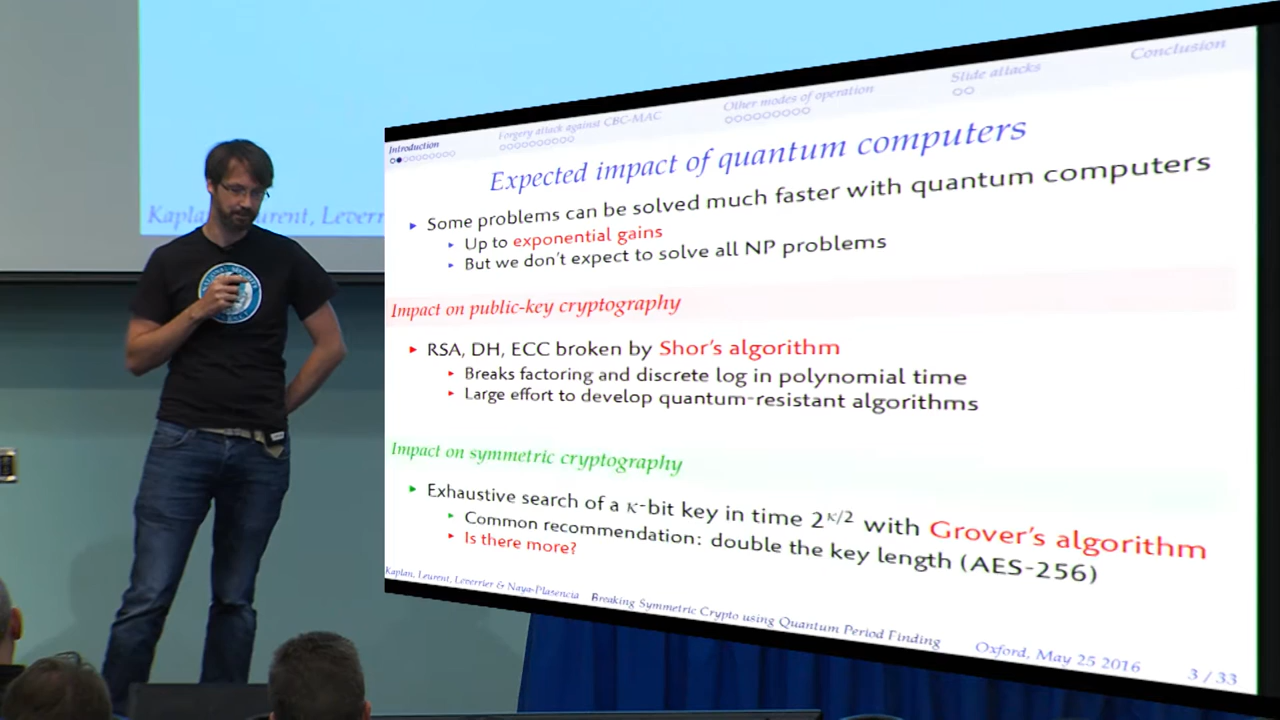 Introduction
Forgery attack against CBC-MAC
Other modes of operation
Slide attacks
Conclusion
Expected impact of quantum computers
Some problems can be solved much faster with quantum computers
Up to exponential gains
But we don't expect to solve all NP problems
Impact on public-key cryptography
RSA, DH, ECC broken by Shor's algorithm
Breaks factoring and discrete log in polynomial time
Large effort to develop quantum-resistant algorithms
Impact on symmetric cryptography
Exhaustive search of a κ-bit key in time 2^κ/2 with Grover's algorithm
Common recommendation: double the key length (AES-256)
Is there more?
Kaplan, Leurent, Leverrier & Naya-Plasencia Breaking Symmetric Crypto using Quantum Period Finding Oxford, May 25 2016 3 / 33
NATIONAL SECURITY